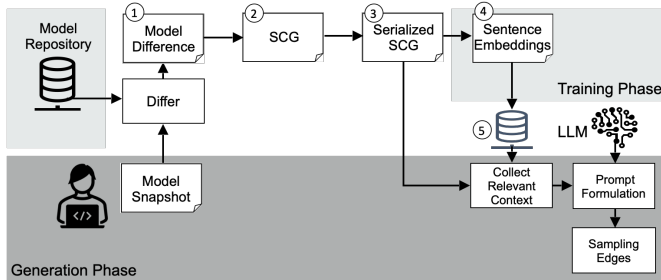 Model
Repository
1
Model
Difference
2
SCG
3
Serialized
SCG
4
Sentence
Embeddings
Training Phase
Differ
5
LLM
Model
Snapshot
</>
Collect
Relevant
Context
Prompt
Formulation
Sampling
Edges
Generation Phase